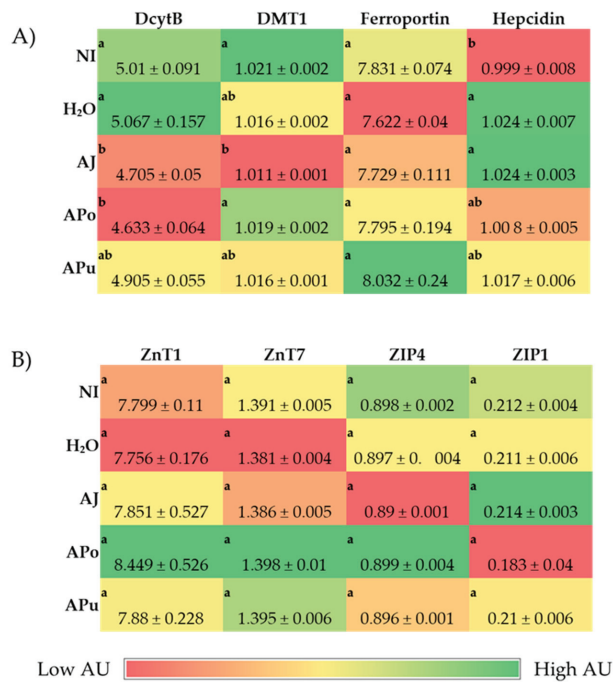 DcytB DMT1 Ferroportin Hepcidin
A)
a a a b
NI 5.01 ± 0.091 1.021 ± 0.002 7.831 ± 0.074 0.999 ± 0.008
a ab a a
H₂O 5.067 ± 0.157 1.016 ± 0.002 7.622 ± 0.04 1.024 ± 0.007
b b a a
AJ 4.705 ± 0.05 1.011 ± 0.001 7.729 ± 0.111 1.024 ± 0.003
b a a ab
APo 4.633 ± 0.064 1.019 ± 0.002 7.795 ± 0.194 1.00 8 ± 0.005
ab ab a ab
APu 4.905 ± 0.055 1.016 ± 0.001 8.032 ± 0.24 1.017 ± 0.006
B)
ZnT1 ZnT7 ZIP4 ZIP1
a a a a
NI 7.799 ± 0.11 1.391 ± 0.005 0.898 ± 0.002 0.212 ± 0.004
a a a a
H₂O 7.756 ± 0.176 1.381 ± 0.004 0.897 ± 0. 004 0.211 ± 0.006
a a a a
AJ 7.851 ± 0.527 1.386 ± 0.005 0.89 ± 0.001 0.214 ± 0.003
a a a a
APo 8.449 ± 0.526 1.398 ± 0.01 0.899 ± 0.004 0.183 ± 0.04
a a a a
APu 7.88 ± 0.228 1.395 ± 0.006 0.896 ± 0.001 0.21 ± 0.006
Low AU High AU